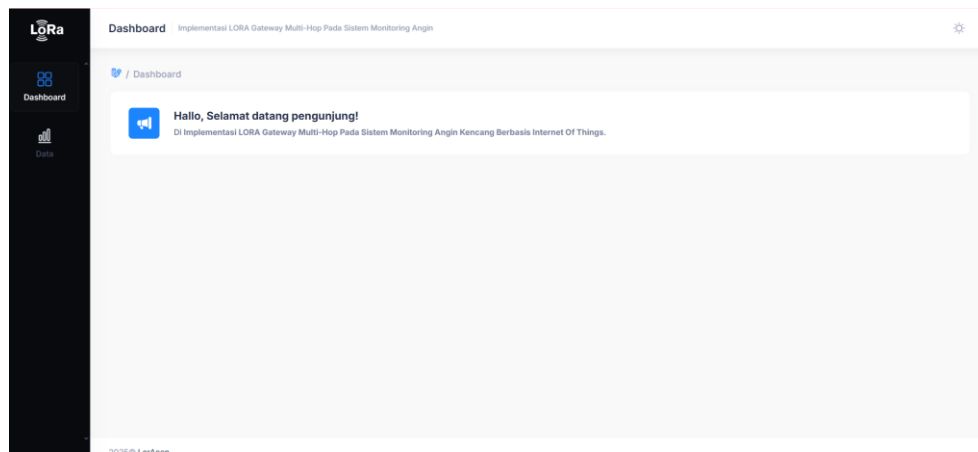 LoRa
Dashboard
Implementasi LORA Gateway Multi-Hop Pada Sistem Monitoring Angin
/ Dashboard
Dashboard
Hallo, Selamat datang pengunjung!
Di Implementasi LORA Gateway Multi-Hop Pada Sistem Monitoring Angin Kencang Berbasis Internet Of Things.
Data